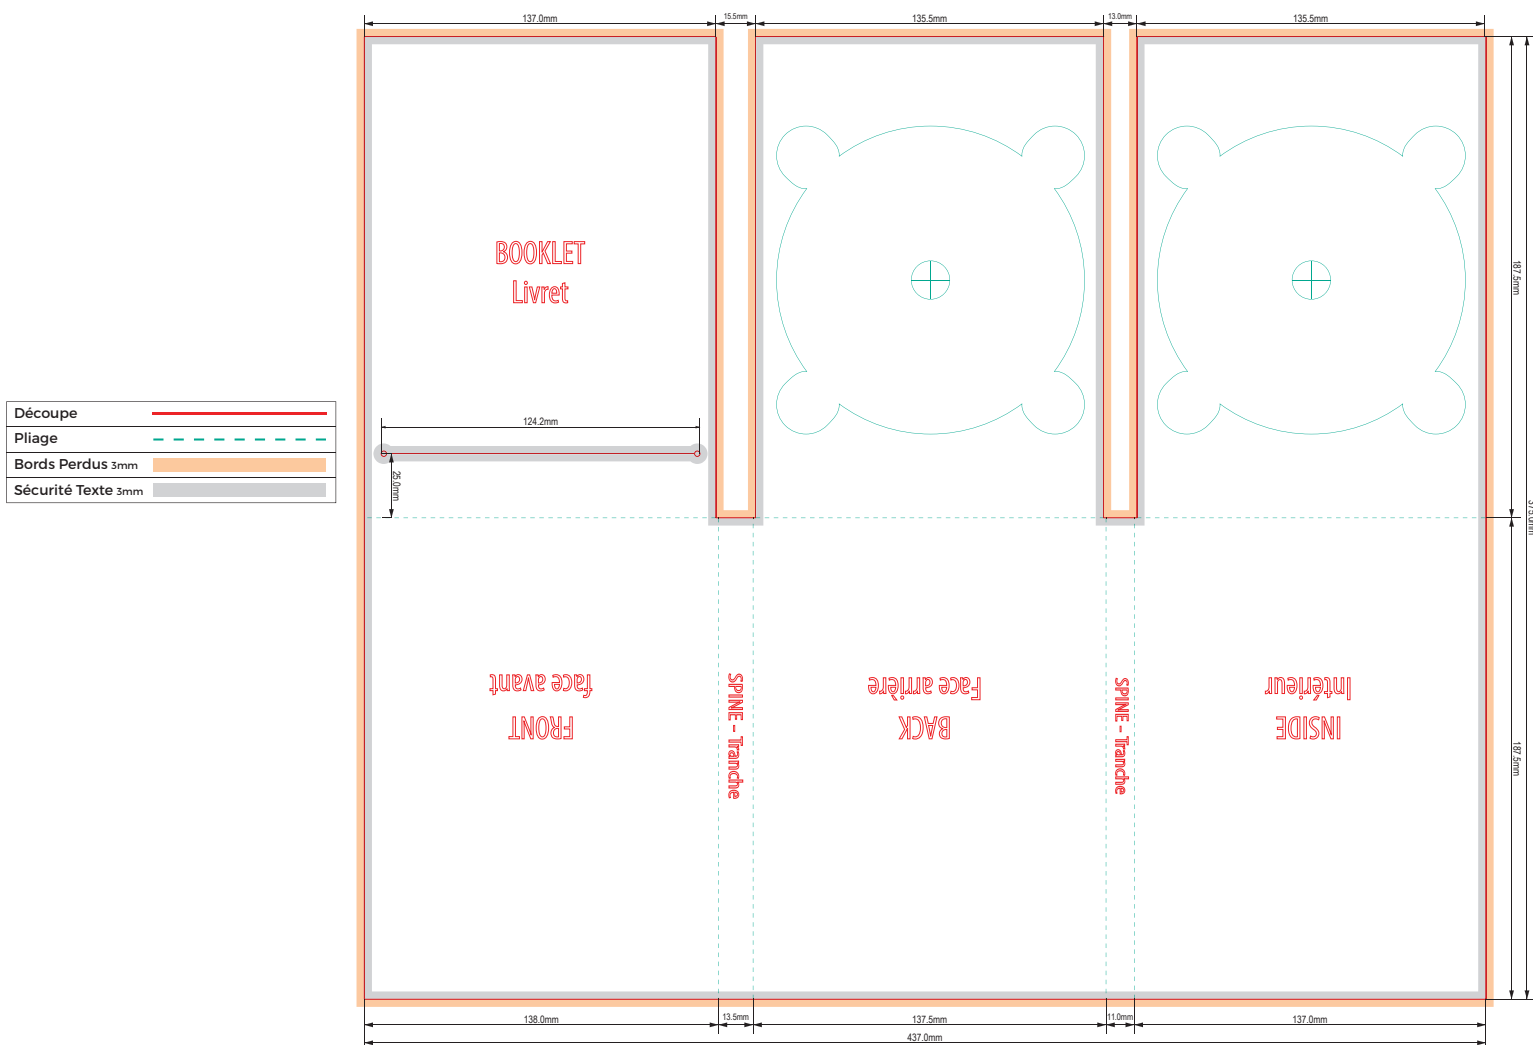 137.0mm
15.5mm
135.5mm
13.0mm
135.5mm
BOOKLET
Livret
187.5mm
Découpe
Pliage
Bords Perdus 3mm
Sécurité Texte 3mm
124.2mm
25.0mm
375.0mm
face avant
FRONT
SPINE - Tranche
Face arrière
BACK
SPINE - Tranche
Intérieur
INSIDE
187.5mm
138.0mm
13.5mm
137.5mm
11.0mm
137.0mm
437.0mm